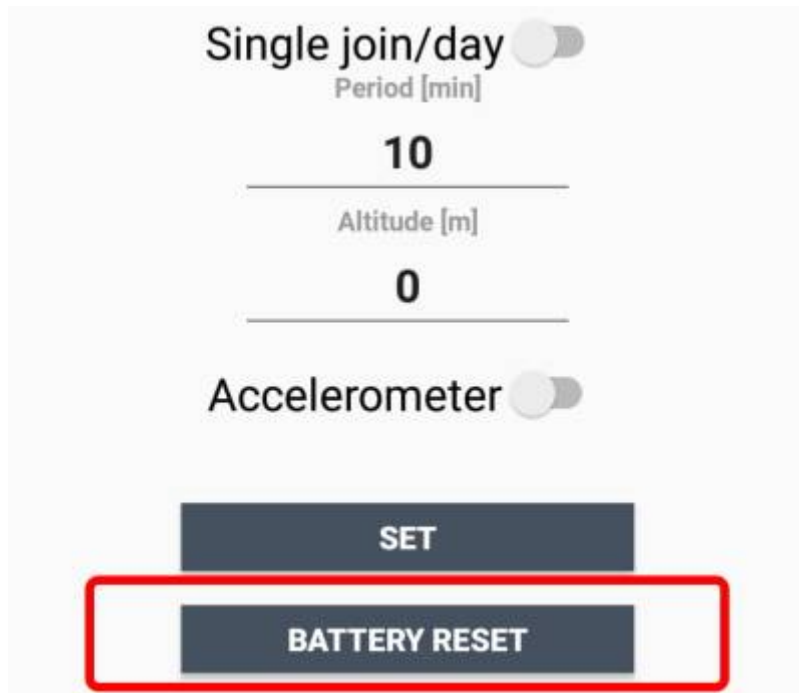 Single join/day
Period [min]
10
Altitude [m]
0
Accelerometer
SET
BATTERY RESET